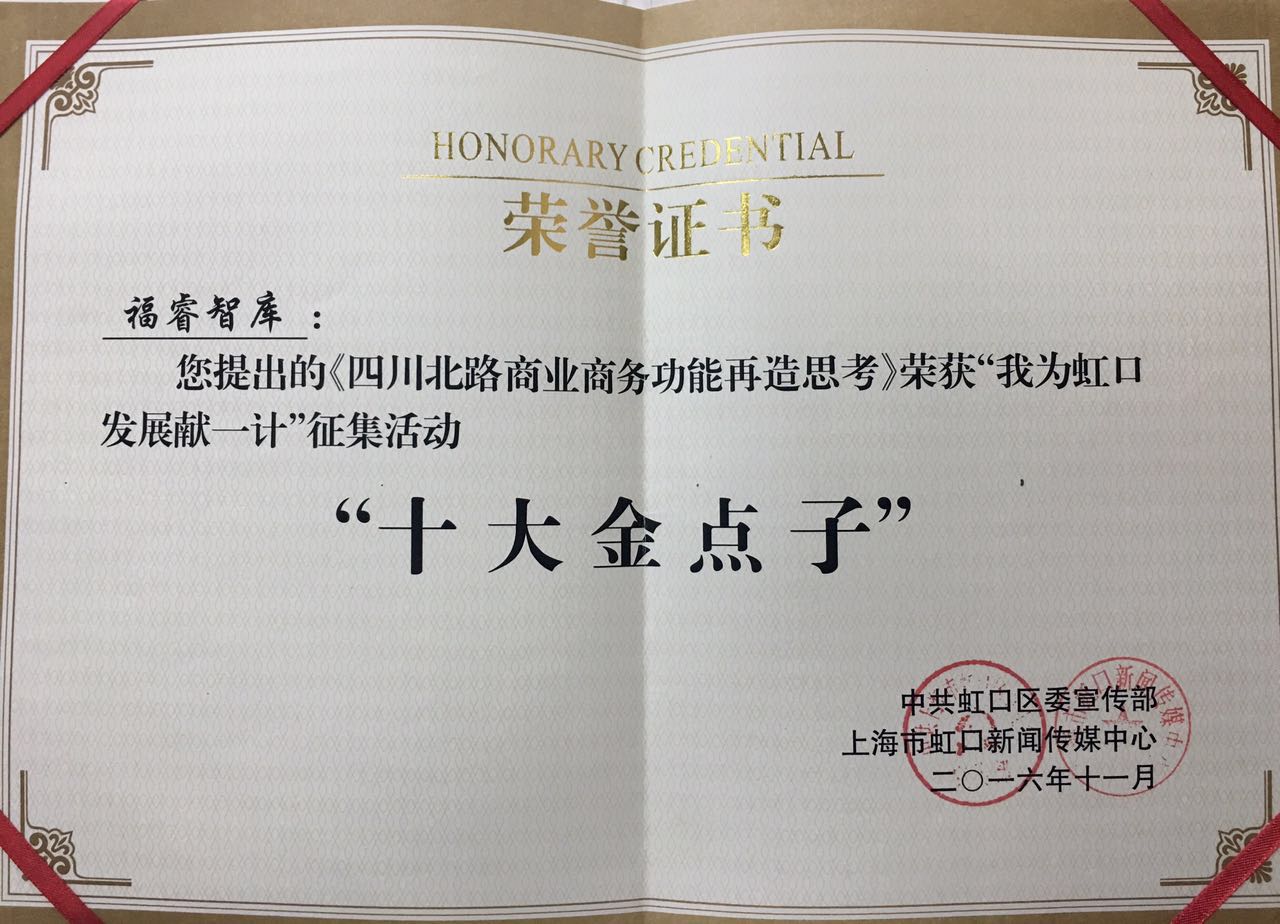 HONORARY CREDENTIAL
荣誉证书
福睿智库：
您提出的《四川北路商业商务功能再造思考》荣获“我为虹口
发展献一计”征集活动
“十大金点子”
中共虹口区委宣传部
上海市虹口新闻传媒中心
二〇一六年十一月